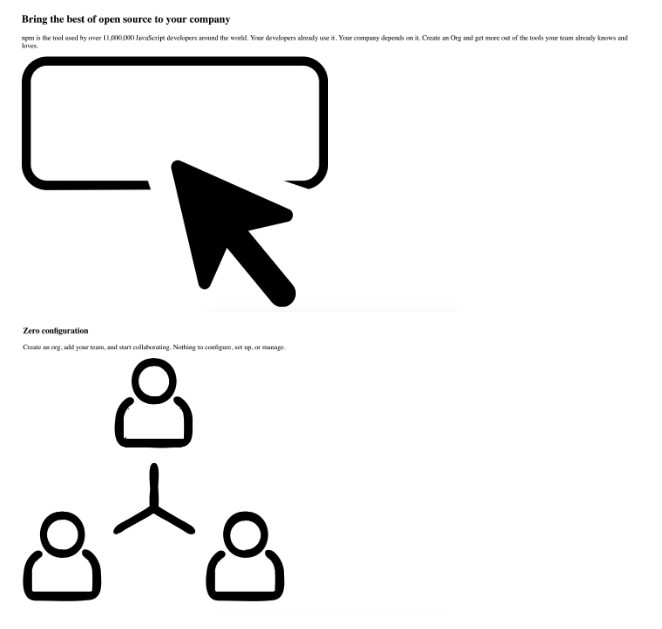 Bring the best of open source to your company
npm is the tool used by over 11,000,000 JavaScript developers around the world. Your developers already use it. Your company depends on it. Create an Org and get more out of the tools your team already knows and
loves.
Zero configuration
Create an org, add your team, and start collaborating. Nothing to configure, set up, or manage.